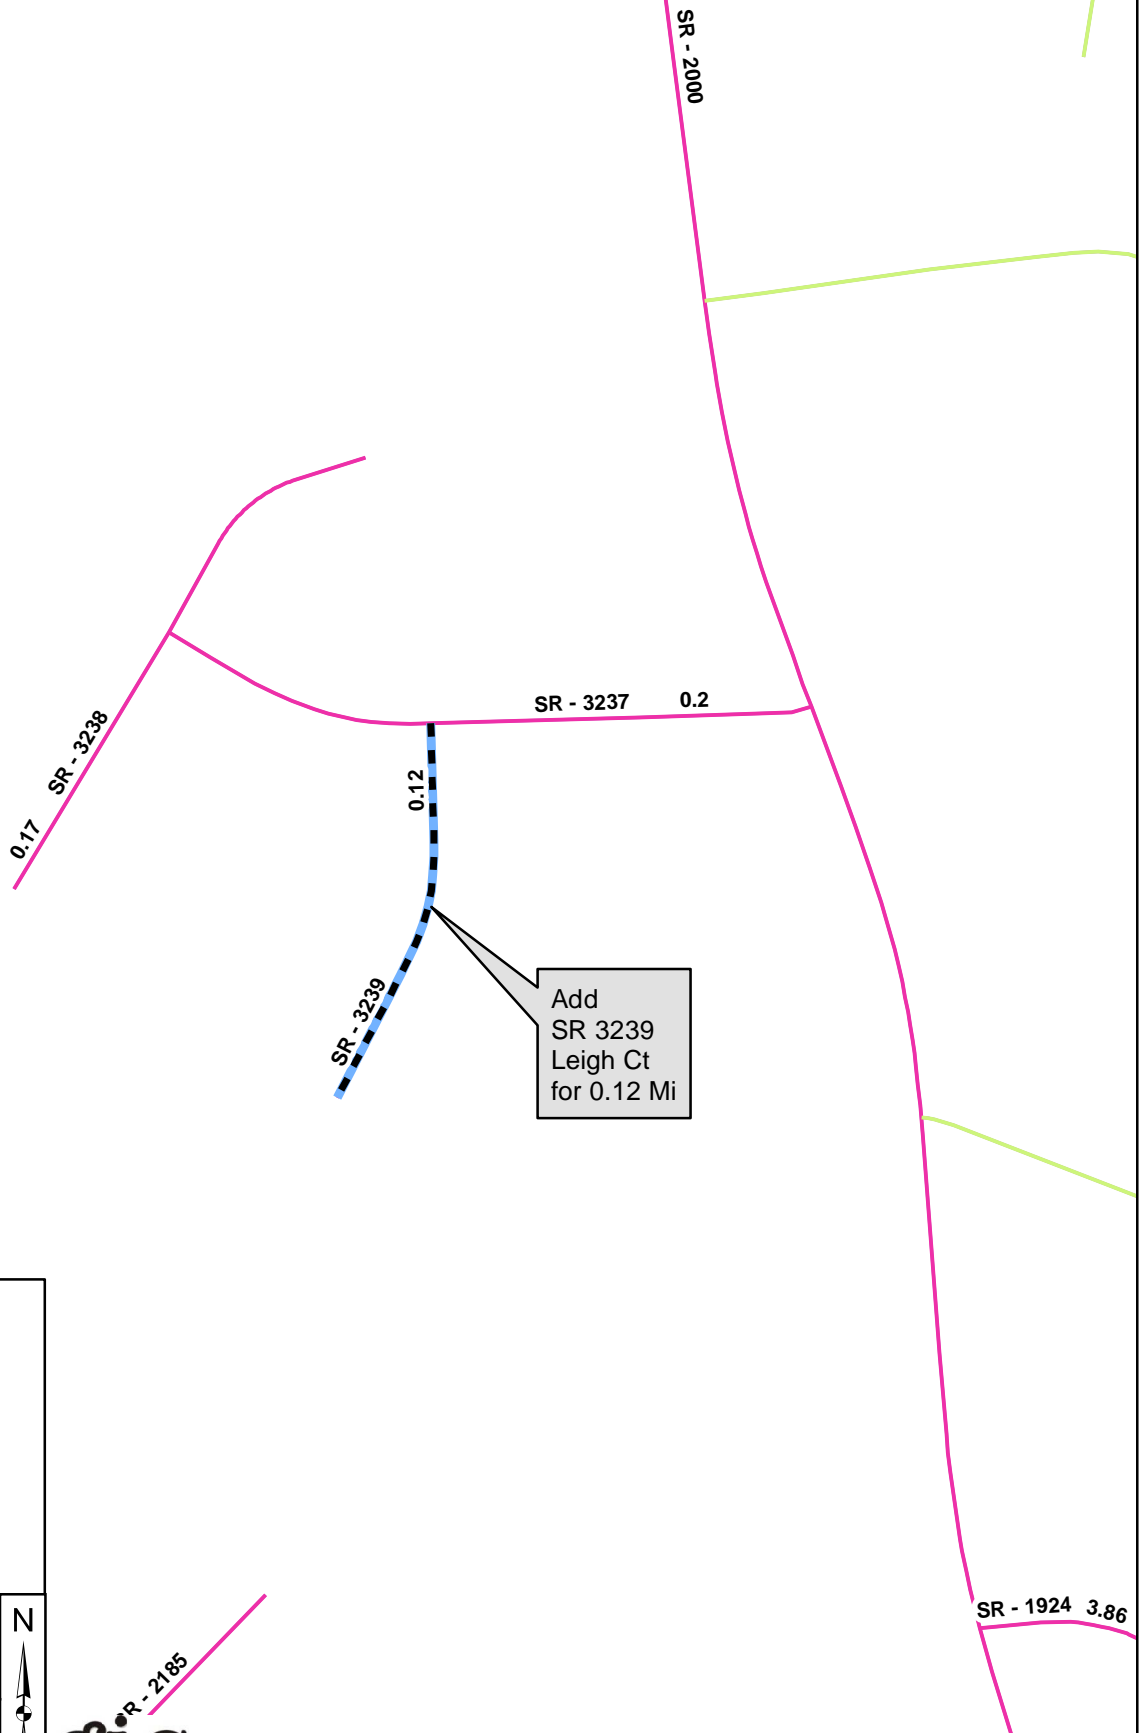 SR - 2000
SR - 3237 0.2
SR - 3238
0.17
0.12
SR - 3239
Add
SR 3239
Leigh Ct
for 0.12 Mi
SR - 1924 3.86
N
R - 2185